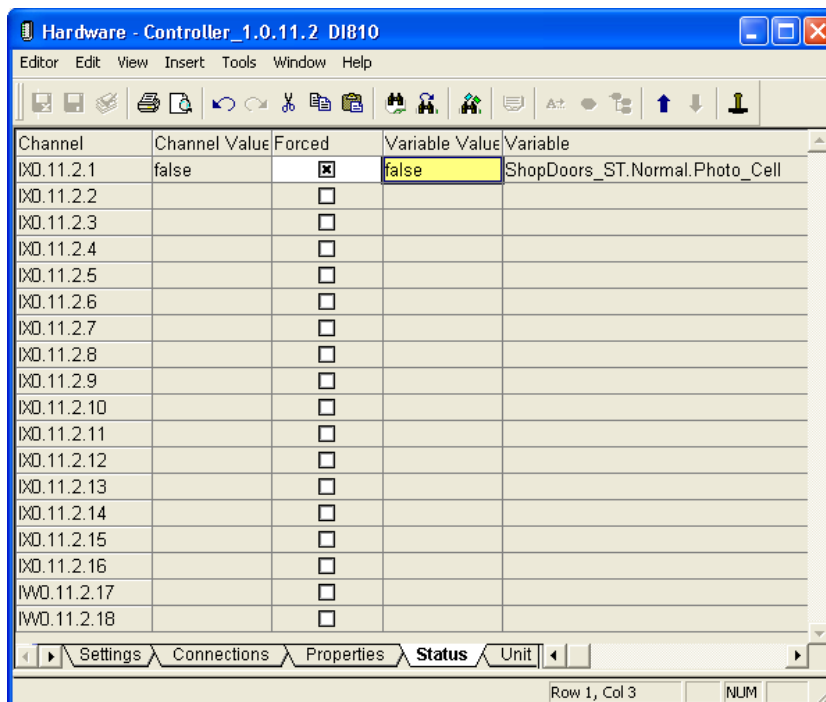 Hardware - Controller_1.0.11.2 DI810
Editor Edit View Insert Tools Window Help
Channel Channel Value Forced Variable Value Variable
IX0.11.2.1 false false ShopDoors_ST.Normal.Photo_Cell
IX0.11.2.2
IX0.11.2.3
IX0.11.2.4
IX0.11.2.5
IX0.11.2.6
IX0.11.2.7
IX0.11.2.8
IX0.11.2.9
IX0.11.2.10
IX0.11.2.11
IX0.11.2.12
IX0.11.2.13
IX0.11.2.14
IX0.11.2.15
IX0.11.2.16
IW0.11.2.17
IW0.11.2.18
Settings Connections Properties Status Unit
Row 1, Col 3 NUM